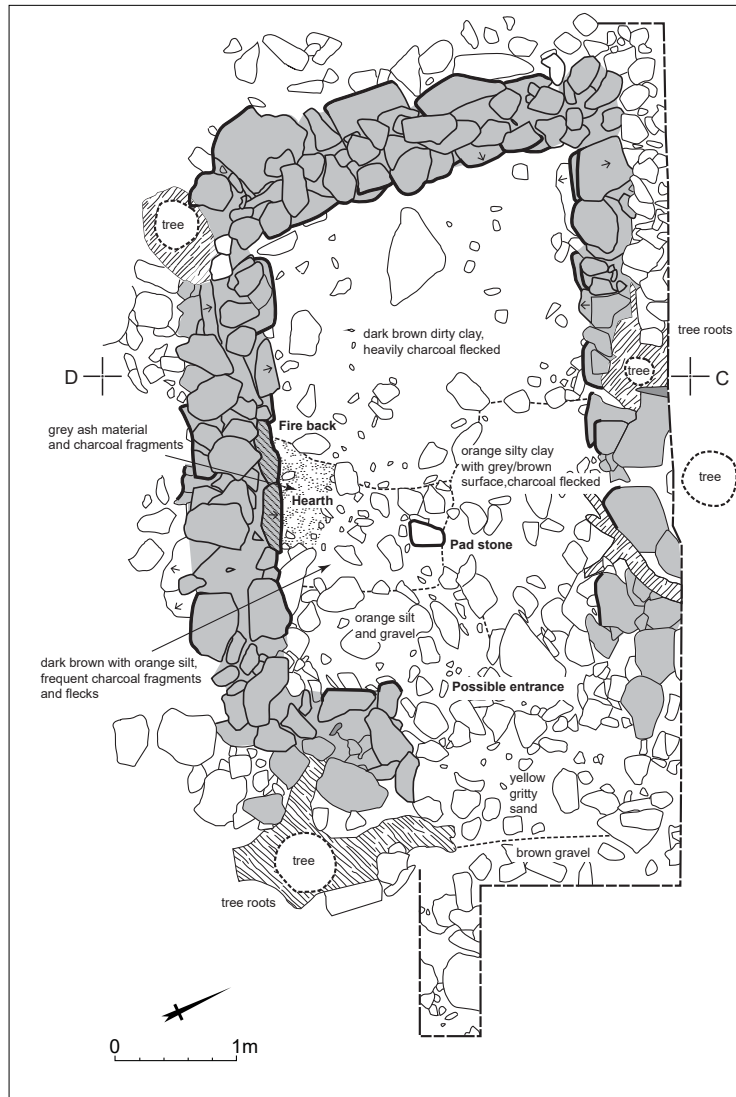 tree
dark brown dirty clay,
heavily charcoal flecked
tree roots
tree
D
C
Fire back
grey ash material
and charcoal fragments
orange silty clay
with grey/brown
surface,charcoal flecked
tree
Hearth
Pad stone
orange silt
and gravel
dark brown with orange silt,
frequent charcoal fragments
and flecks
Possible entrance
yellow
gritty
sand
brown gravel
tree
tree roots
0
1m